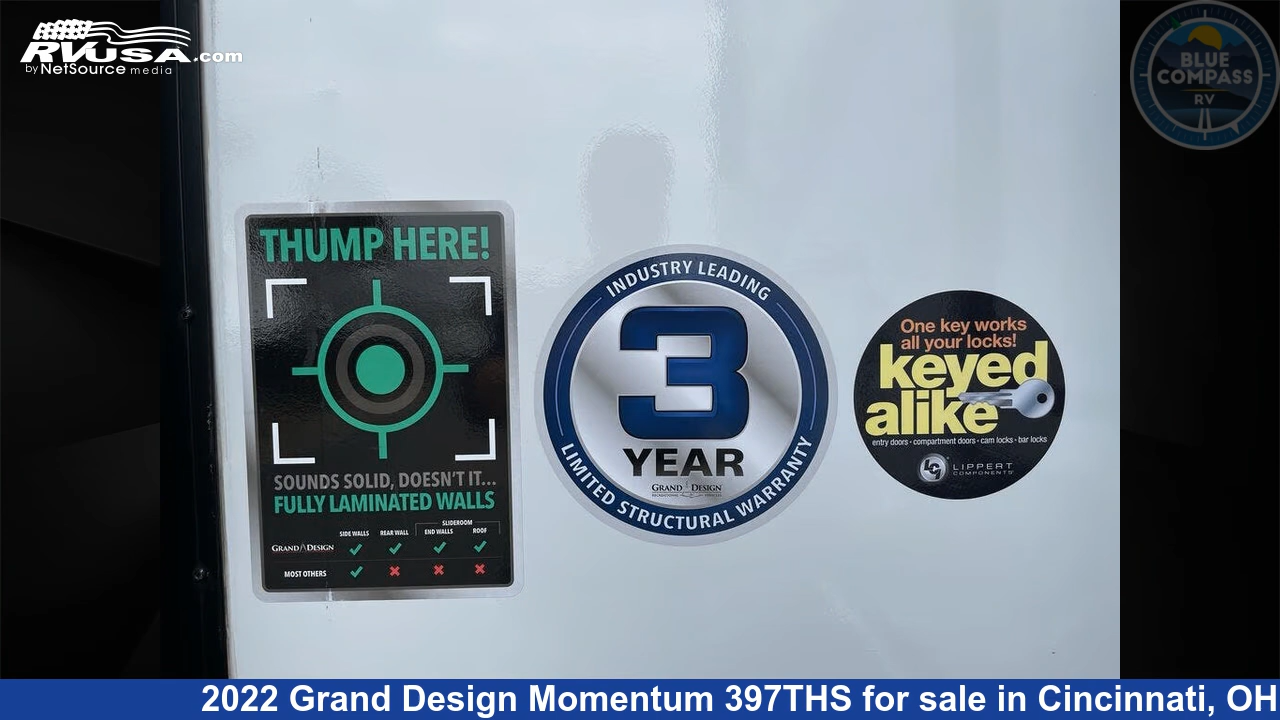 RVUSA.com
by NetSource media
BLUE
COMPASS
RV
THUMP HERE!
SOUNDS SOLID, DOESN'T IT...
FULLY LAMINATED WALLS
SLIDEROOM
SIDE WALLS REAR WALL END WALLS ROOF
GRAND DESIGN
MOST OTHERS
INDUSTRY LEADING
3
YEAR
GRAND DESIGN
RECREATIONAL VEHICLES
LIMITED STRUCTURAL WARRANTY
One key works
all your locks!
keyed
alike
entry doors · compartment doors · cam locks · bar locks
LCI
LIPPERT
COMPONENTS
2022 Grand Design Momentum 397THS for sale in Cincinnati, OH